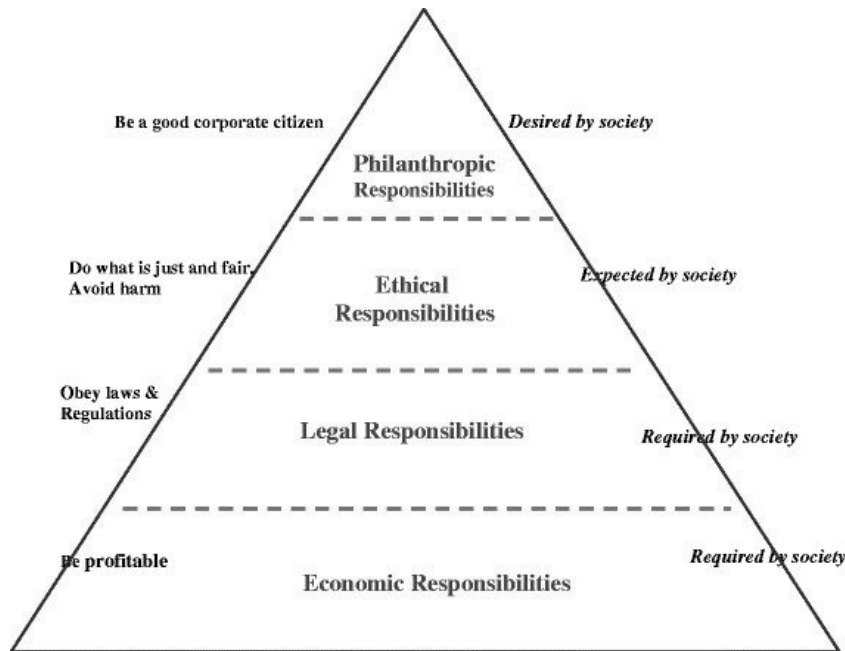 Be a good corporate citizen
Desired by society
Philanthropic
Responsibilities
Do what is just and fair,
Avoid harm
Expected by society
Ethical
Responsibilities
Obey laws &
Regulations
Legal Responsibilities
Required by society
Be profitable
Required by society
Economic Responsibilities